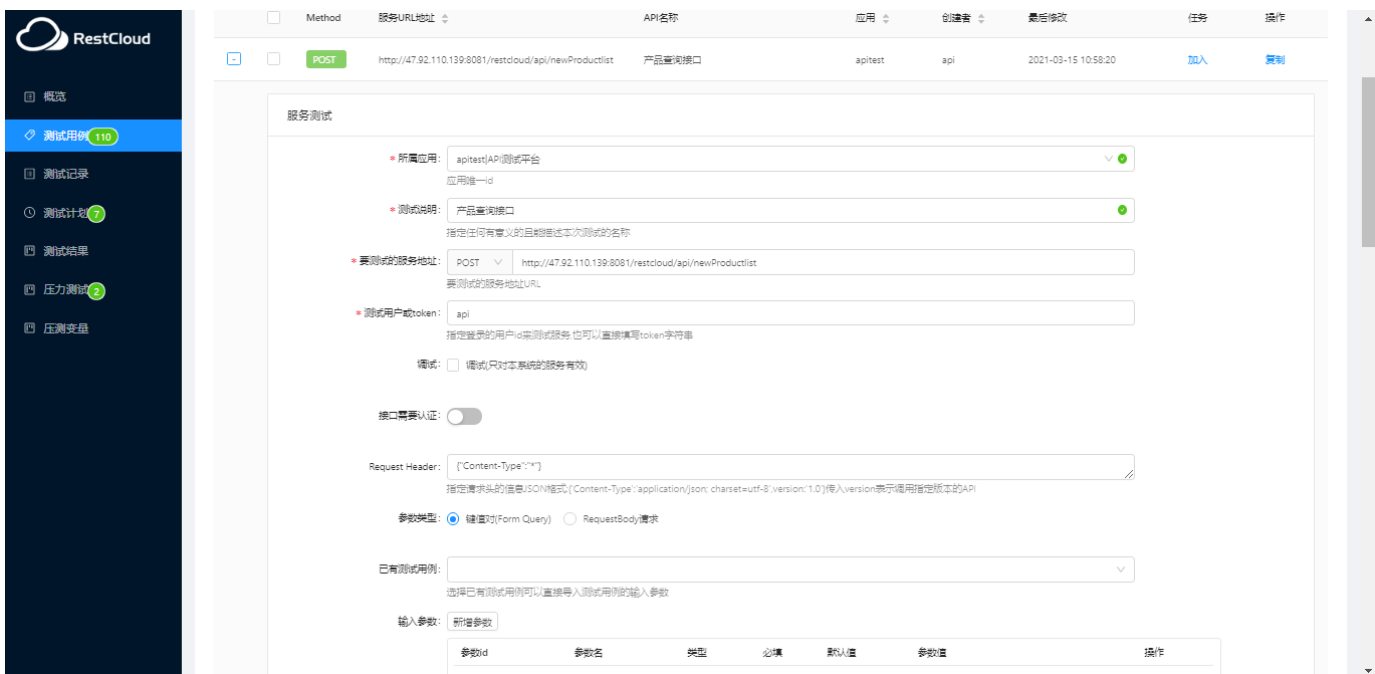 RestCloud
概览
测试用例 110
测试记录
测试计划 7
测试结果
压力测试 2
压测变量
Method 服务URL地址 API名称 应用 创建者 最后修改 任务 操作
POST http://47.92.110.139:8081/restcloud/api/newProductlist 产品查询接口 apitest api 2021-03-15 10:58:20 加入 复制
服务测试
* 所属应用: apitest|API测试平台
应用唯一id
* 测试说明: 产品查询接口
指定任何有意义的且能描述本次测试的名称
* 要测试的服务地址: POST http://47.92.110.139:8081/restcloud/api/newProductlist
要测试的服务地址URL
* 测试用户或token: api
指定登录的用户id来测试服务,也可以直接填写token字符串
调试: 调试(只对本系统的服务有效)
接口需要认证:
Request Header: {"Content-Type":"*"}
指定请求头的信息JSON格式:{'Content-Type':'application/json; charset=utf-8',version:'1.0'}传入version表示调用指定版本的API
参数类型: 键值对(Form Query) RequestBody请求
已有测试用例:
选择已有测试用例可以直接导入测试用例的输入参数
输入参数: 新增参数
参数id 参数名 类型 必填 默认值 参数值 操作